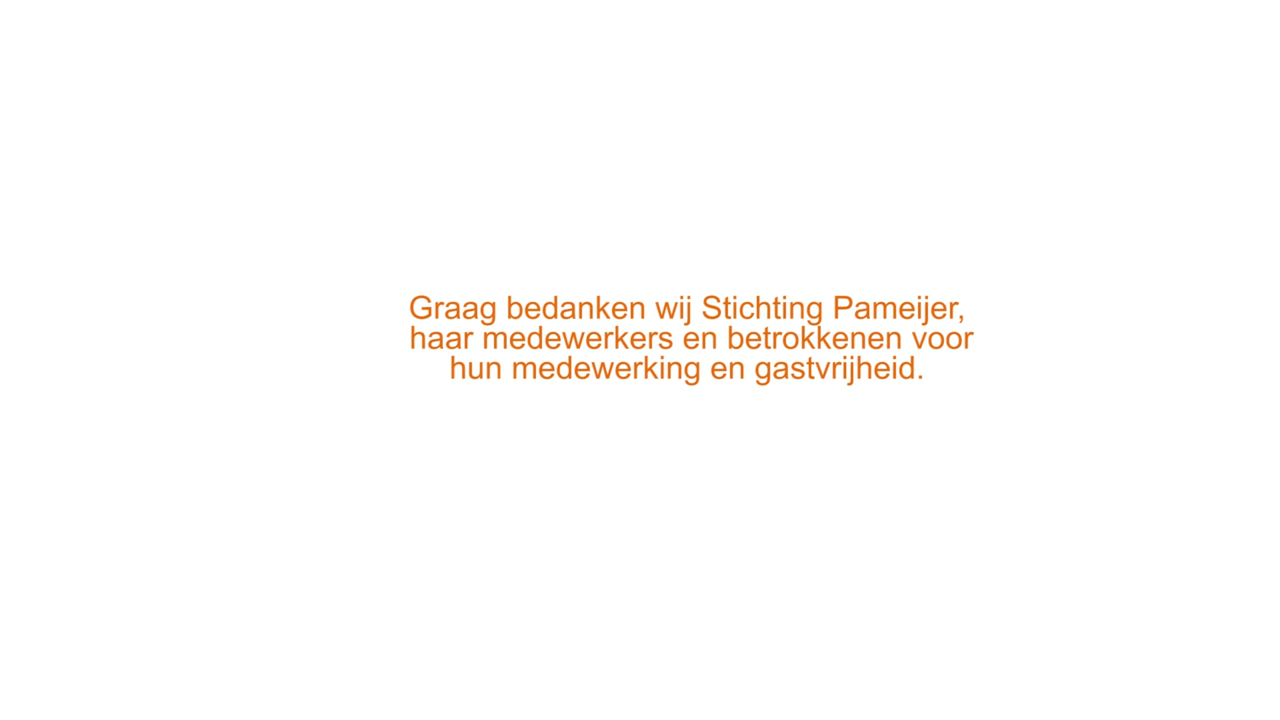 Graag bedanken wij Stichting Pameijer,
haar medewerkers en betrokkenen voor
hun medewerking en gastvrijheid.